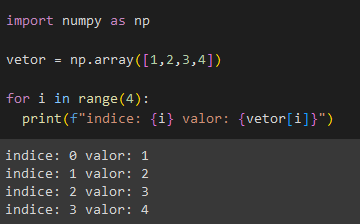 import numpy as np
vetor = np.array([1,2,3,4])
for i in range(4):
  print(f"indice: {i} valor: {vetor[i]}")
indice: 0 valor: 1
indice: 1 valor: 2
indice: 2 valor: 3
indice: 3 valor: 4